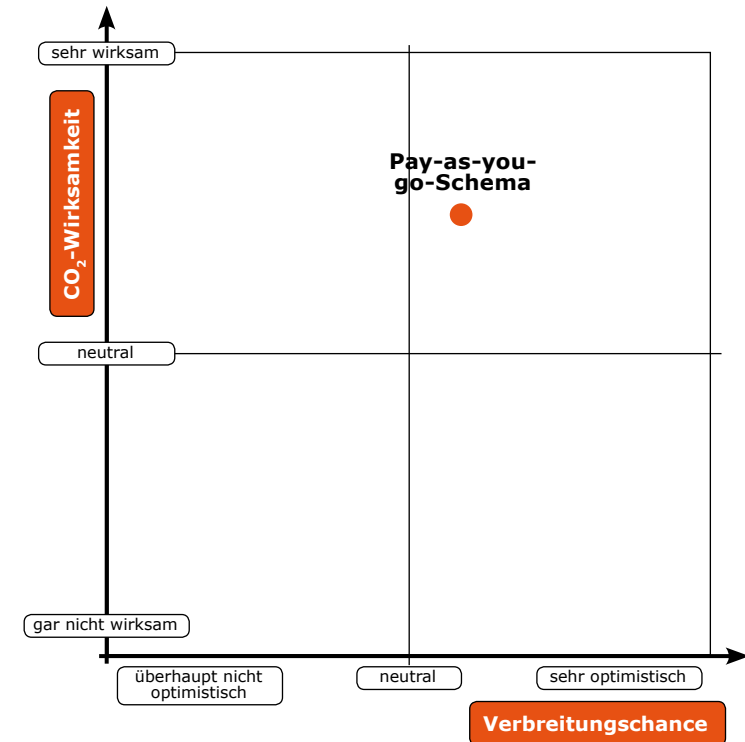 sehr wirksam
CO₂-Wirksamkeit
Pay-as-you-
go-Schema
neutral
gar nicht wirksam
überhaupt nicht
optimistisch
neutral
sehr optimistisch
Verbreitungschance